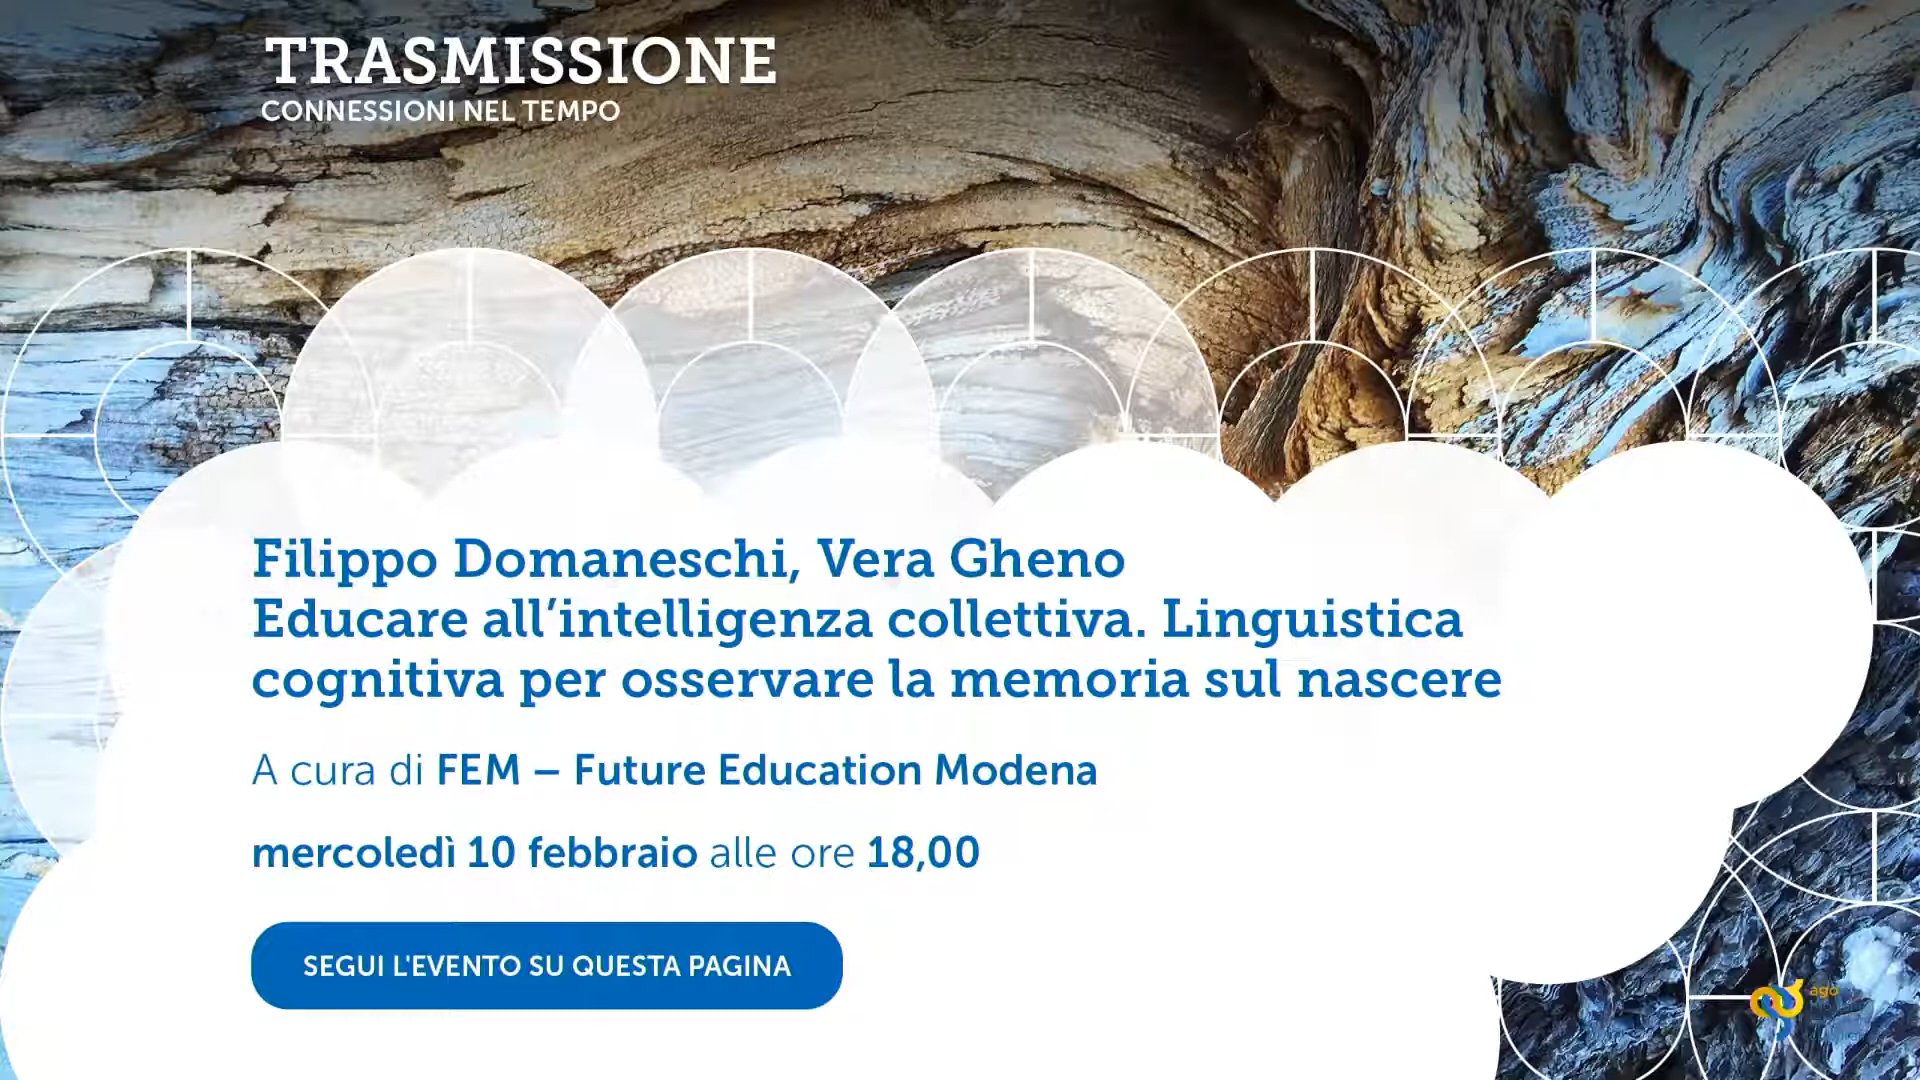 TRASMISSIONE
CONNESSIONI NEL TEMPO
Filippo Domaneschi, Vera Gheno
Educare all’intelligenza collettiva. Linguistica
cognitiva per osservare la memoria sul nascere
A cura di FEM – Future Education Modena
mercoledì 10 febbraio alle ore 18,00
SEGUI L'EVENTO SU QUESTA PAGINA
ago